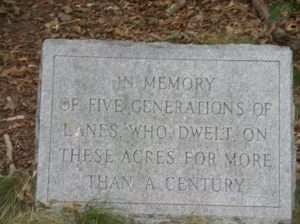 IN MEMORY
OF FIVE GENERATIONS OF
LANES WHO DWELT ON
THESE ACRES FOR MORE
THAN A CENTURY